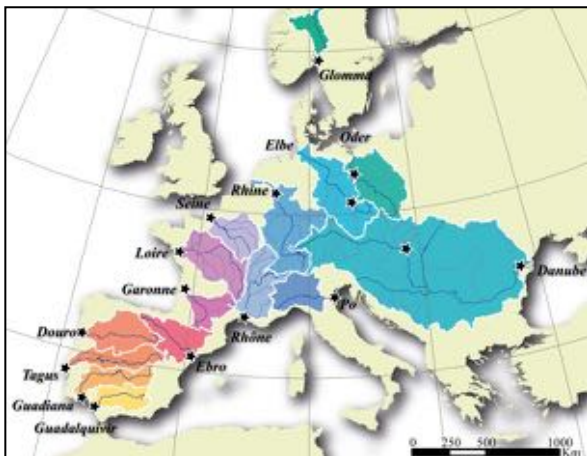 Glomma
Oder
Elbe
Rhine
Seine
Loire
Danube
Garonne
Po
Rhône
Douro
Ebro
Tagus
Guadiana
Guadalquivir
0 250 500 1000
Km